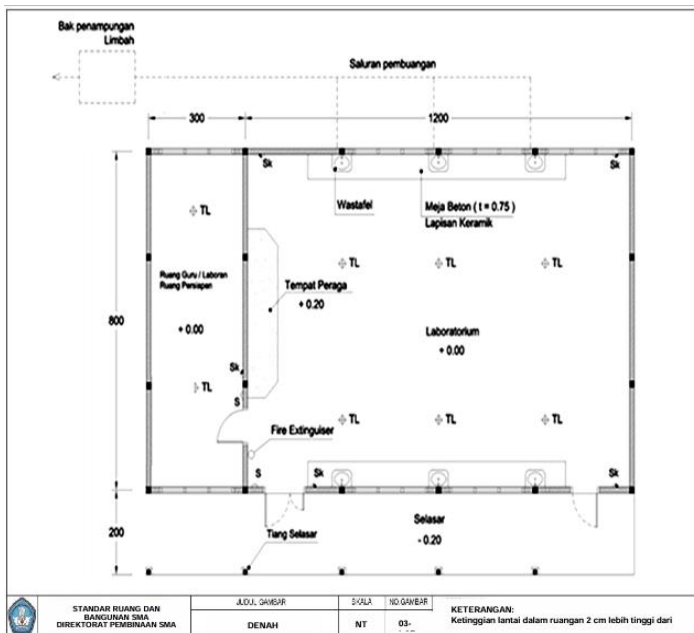 Bak penampungan
Limbah
Saluran pembuangan
300
1200
Sk
Sk
Wastafel
Meja Beton ( t = 0.75 )
Lapisan Keramik
TL
TL
TL
TL
Ruang Guru / Laboran
Ruang Persiapan
Tempat Peraga
+ 0.20
800
+ 0.00
Laboratorium
+ 0.00
Sk
TL
S
TL
TL
TL
Fire Extinguiser
S
Sk
Sk
200
Selasar
- 0.20
Tiang Selasar
STANDAR RUANG DAN
BANGUNAN SMA
DIREKTORAT PEMBINAAN SMA
JUDUL GAMBAR
DENAH
SKALA
NT
NO.GAMBAR
03-
KETERANGAN:
Ketinggian lantai dalam ruangan 2 cm lebih tinggi dari